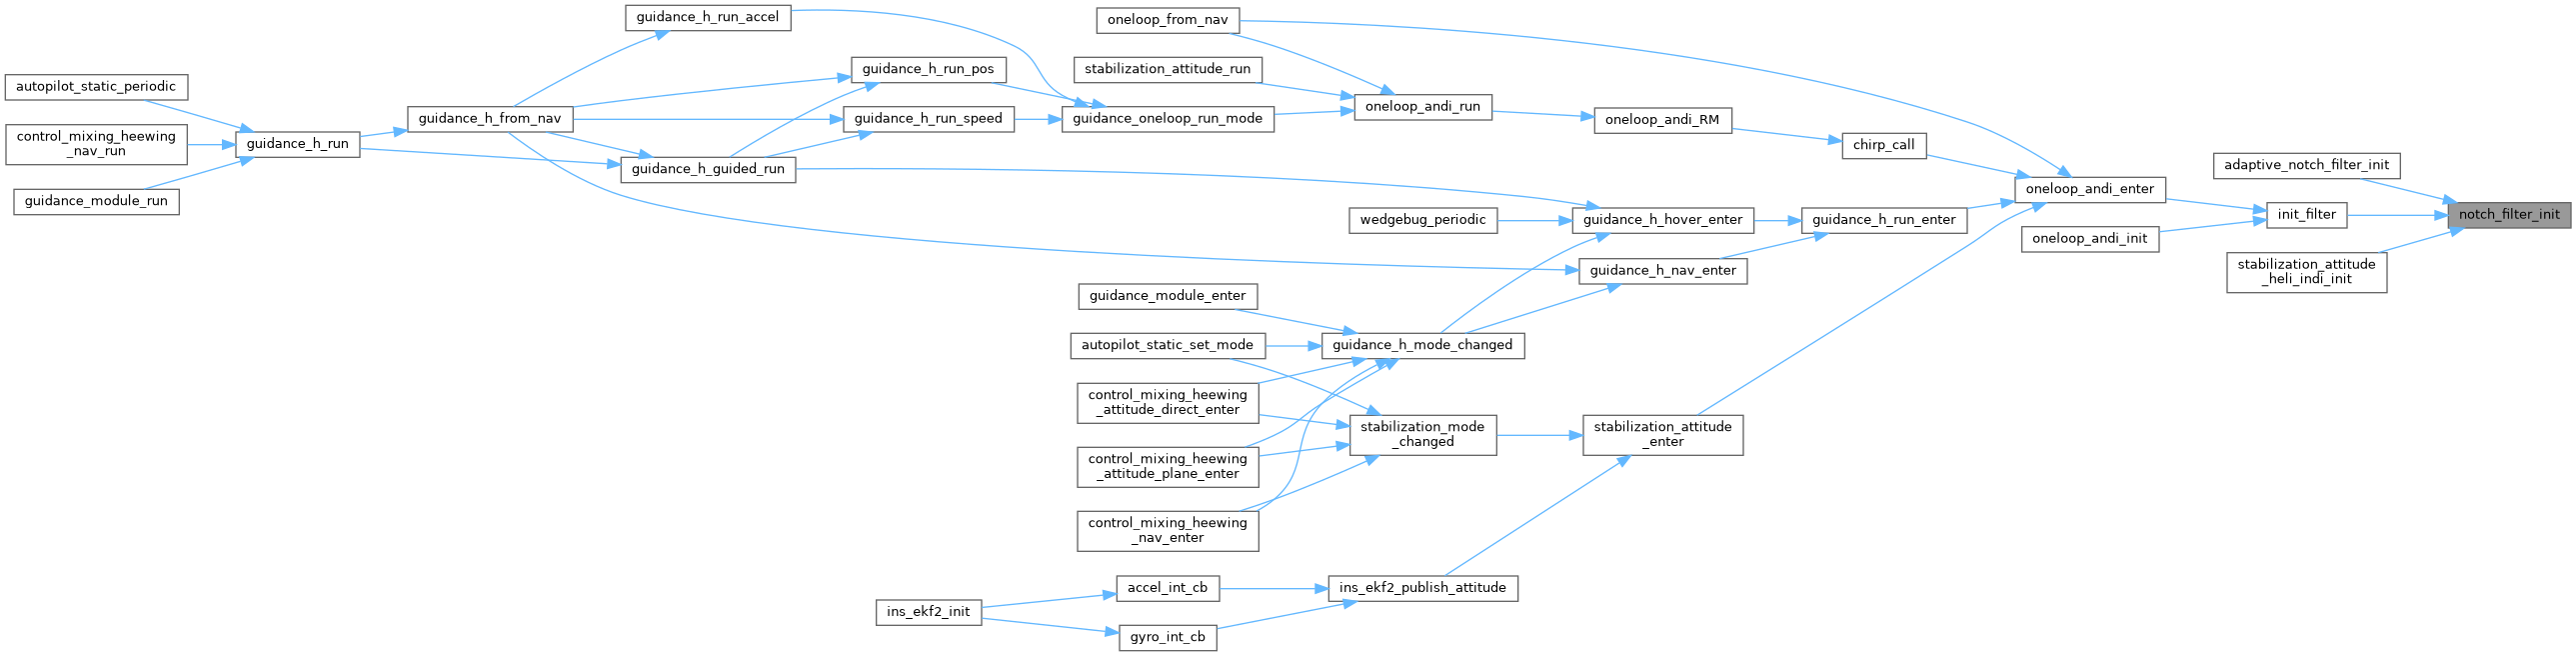 guidance_h_run_accel
oneloop_from_nav
guidance_h_run_pos
stabilization_attitude_run
autopilot_static_periodic
oneloop_andi_run
guidance_h_from_nav
guidance_h_run_speed
guidance_oneloop_run_mode
oneloop_andi_RM
control_mixing_heewing
_nav_run
guidance_h_run
chirp_call
guidance_h_guided_run
adaptive_notch_filter_init
oneloop_andi_enter
guidance_module_run
wedgebug_periodic
guidance_h_hover_enter
guidance_h_run_enter
init_filter
notch_filter_init
oneloop_andi_init
guidance_h_nav_enter
stabilization_attitude
_heli_indi_init
guidance_module_enter
autopilot_static_set_mode
guidance_h_mode_changed
control_mixing_heewing
_attitude_direct_enter
stabilization_mode
_changed
stabilization_attitude
_enter
control_mixing_heewing
_attitude_plane_enter
control_mixing_heewing
_nav_enter
accel_int_cb
ins_ekf2_publish_attitude
ins_ekf2_init
gyro_int_cb